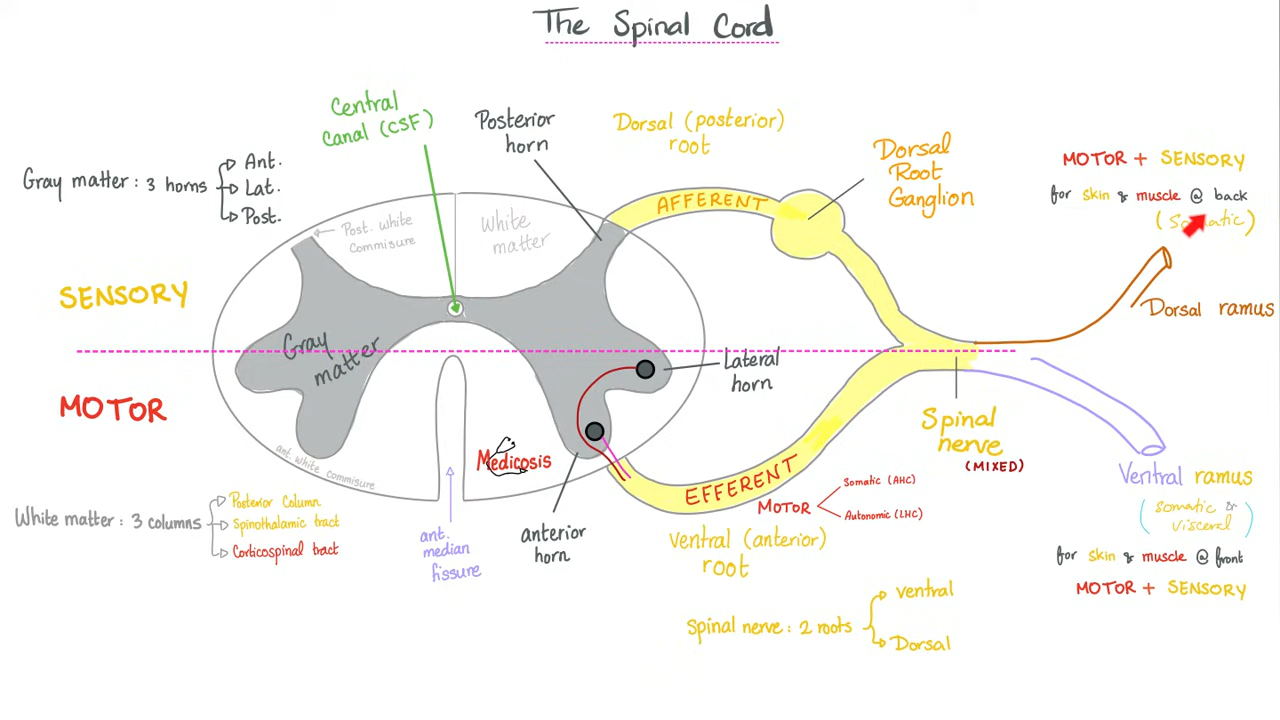 The Spinal Cord
Central
Canal (CSF)
Posterior
horn
Dorsal (posterior)
root
Dorsal
Root
Ganglion
MOTOR + SENSORY
for skin & muscle @ back
(Somatic)
Gray matter : 3 horns
Ant.
Lat.
Post.
Post. white
commisure
White
matter
AFFERENT
SENSORY
Dorsal ramus
Gray
matter
Lateral
horn
MOTOR
Spinal
nerve
(MIXED)
ant. white commisure
Medicosis
EFFERENT
MOTOR
Somatic (AHC)
Autonomic (LHC)
Ventral ramus
(somatic &
visceral)
for skin & muscle @ front
MOTOR + SENSORY
White matter : 3 columns
Posterior Column
Spinothalamic tract
Corticospinal tract
ant.
median
fissure
anterior
horn
Ventral (anterior)
root
Spinal nerve : 2 roots
Ventral
Dorsal